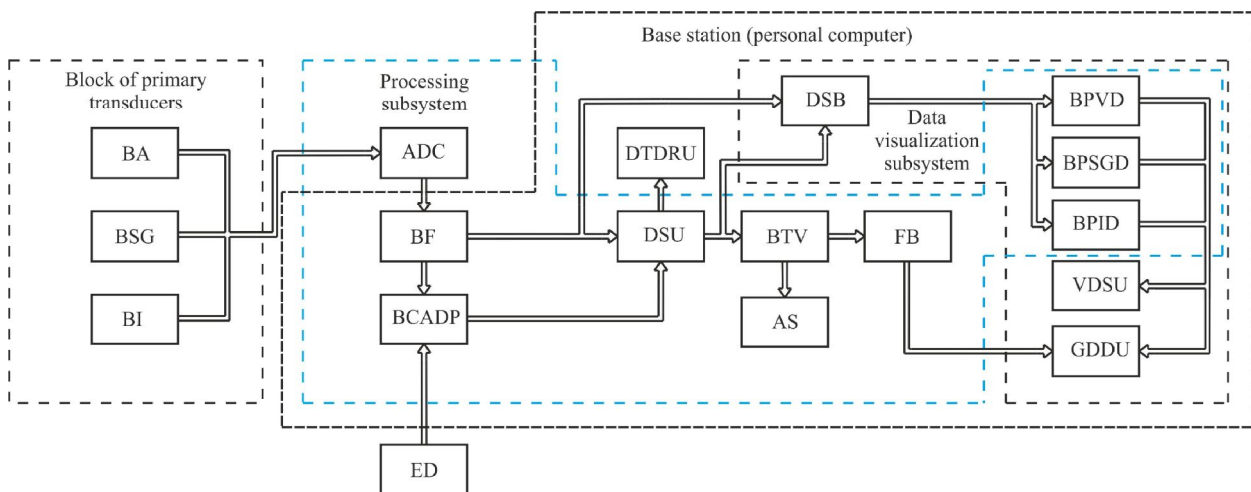 Base station (personal computer)
Block of primary
transducers
Processing
subsystem
BA
BSG
BI
ADC
BF
BCADP
ED
DTDRU
DSU
DSB
Data
visualization
subsystem
BTV
AS
FB
BPVD
BPSGD
BPID
VDSU
GDDU